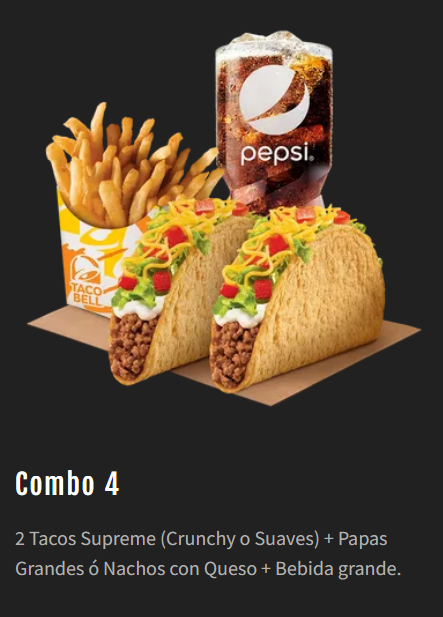 pepsi.
TACO
BELL
Combo 4
2 Tacos Supreme (Crunchy o Suaves) + Papas
Grandes ó Nachos con Queso + Bebida grande.